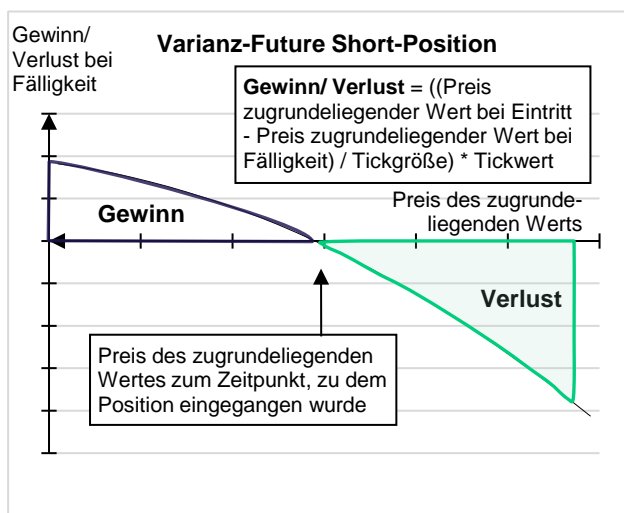 Gewinn/
Verlust bei
Fälligkeit
Varianz-Future Short-Position
Gewinn/ Verlust = ((Preis
zugrundeliegender Wert bei Eintritt
- Preis zugrundeliegender Wert bei
Fälligkeit) / Tickgröße) * Tickwert
Preis des zugrunde-
liegenden Werts
Gewinn
Verlust
Preis des zugrundeliegenden
Wertes zum Zeitpunkt, zu dem
Position eingegangen wurde